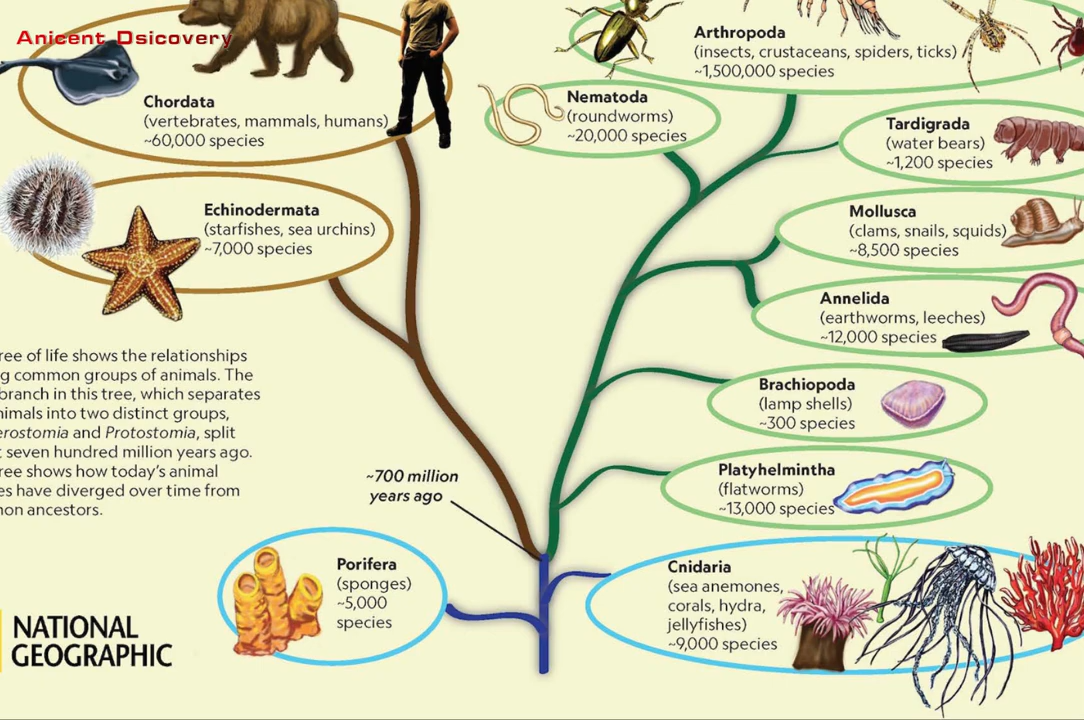 Anicent Dsicovery
Chordata
(vertebrates, mammals, humans)
~60,000 species
Echinodermata
(starfishes, sea urchins)
~7,000 species
Arthropoda
(insects, crustaceans, spiders, ticks)
~1,500,000 species
Nematoda
(roundworms)
~20,000 species
Tardigrada
(water bears)
~1,200 species
Mollusca
(clams, snails, squids)
~8,500 species
Annelida
(earthworms, leeches)
~12,000 species
Brachiopoda
(lamp shells)
~300 species
Platyhelmintha
(flatworms)
~13,000 species
ree of life shows the relationships
g common groups of animals. The
branch in this tree, which separates
nimals into two distinct groups,
erostomia and Protostomia, split
t seven hundred million years ago.
ree shows how today's animal
es have diverged over time from
non ancestors.
~700 million
years ago
Porifera
(sponges)
~5,000
species
Cnidaria
(sea anemones,
corals, hydra,
jellyfishes)
~9,000 species
NATIONAL
GEOGRAPHIC